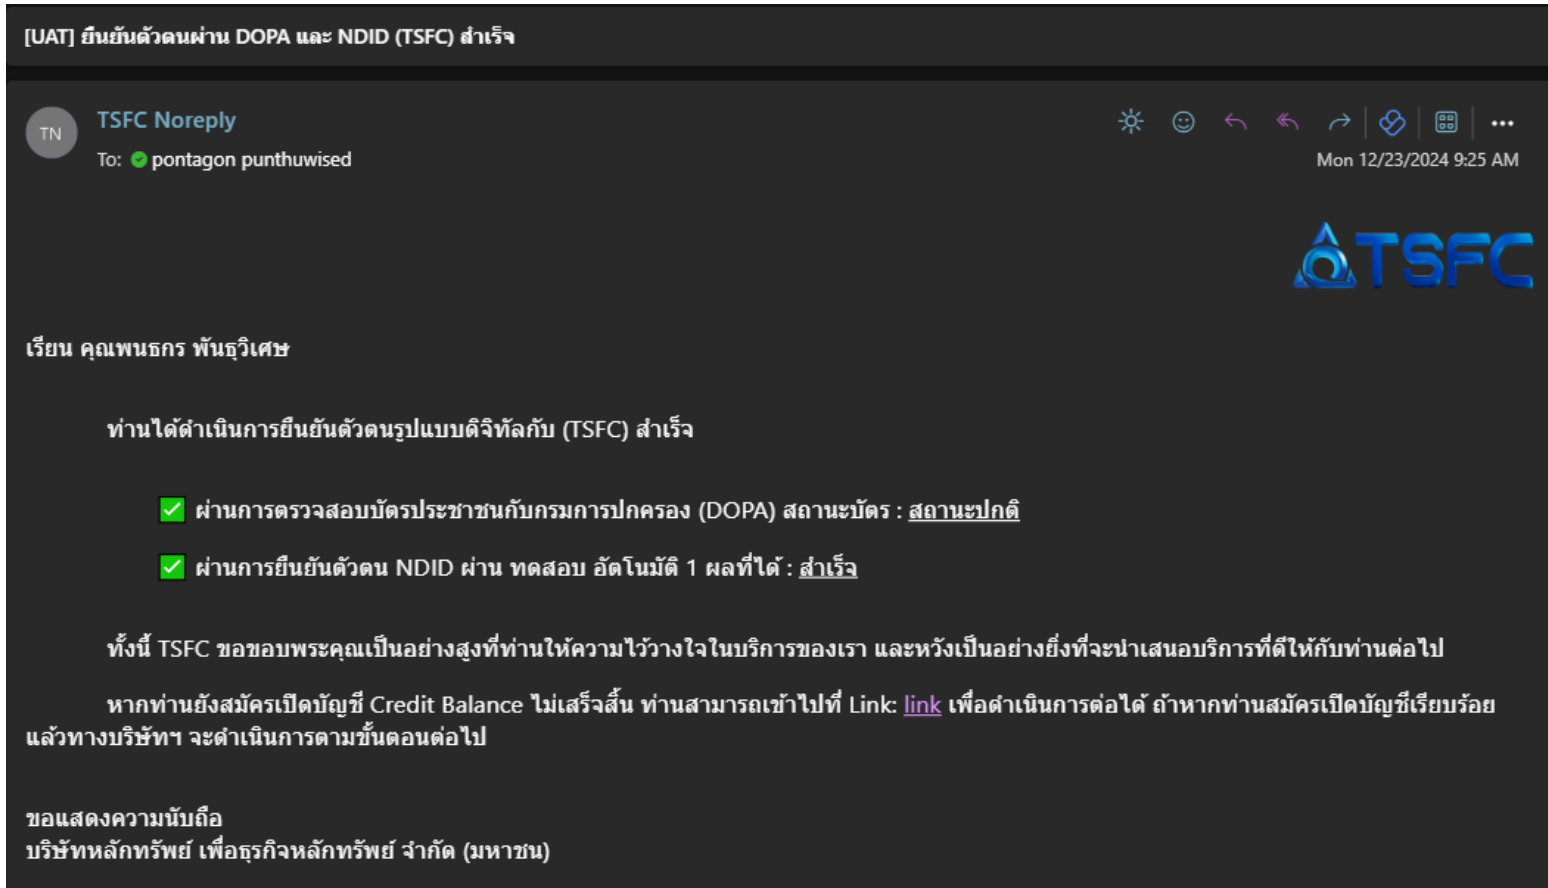 [UAT] ยืนยันตัวตนผ่าน DOPA และ NDID (TSFC) สำเร็จ
TN
TSFC Noreply
To: pontagon punthuwised
Mon 12/23/2024 9:25 AM
TSFC
เรียน คุณพนธกร พันธุวิเศษ
ท่านได้ดำเนินการยืนยันตัวตนรูปแบบดิจิทัลกับ (TSFC) สำเร็จ
ผ่านการตรวจสอบบัตรประชาชนกับกรมการปกครอง (DOPA) สถานะบัตร : สถานะปกติ
ผ่านการยืนยันตัวตน NDID ผ่าน ทดสอบ อัตโนมัติ 1 ผลที่ได้ : สำเร็จ
ทั้งนี้ TSFC ขอขอบพระคุณเป็นอย่างสูงที่ท่านให้ความไว้วางใจในบริการของเรา และหวังเป็นอย่างยิ่งที่จะนำเสนอบริการที่ดีให้กับท่านต่อไป
หากท่านยังสมัครเปิดบัญชี Credit Balance ไม่เสร็จสิ้น ท่านสามารถเข้าไปที่ Link: link เพื่อดำเนินการต่อได้ ถ้าหากท่านสมัครเปิดบัญชีเรียบร้อย
แล้วทางบริษัทฯ จะดำเนินการตามขั้นตอนต่อไป
ขอแสดงความนับถือ
บริษัทหลักทรัพย์ เพื่อธุรกิจหลักทรัพย์ จำกัด (มหาชน)